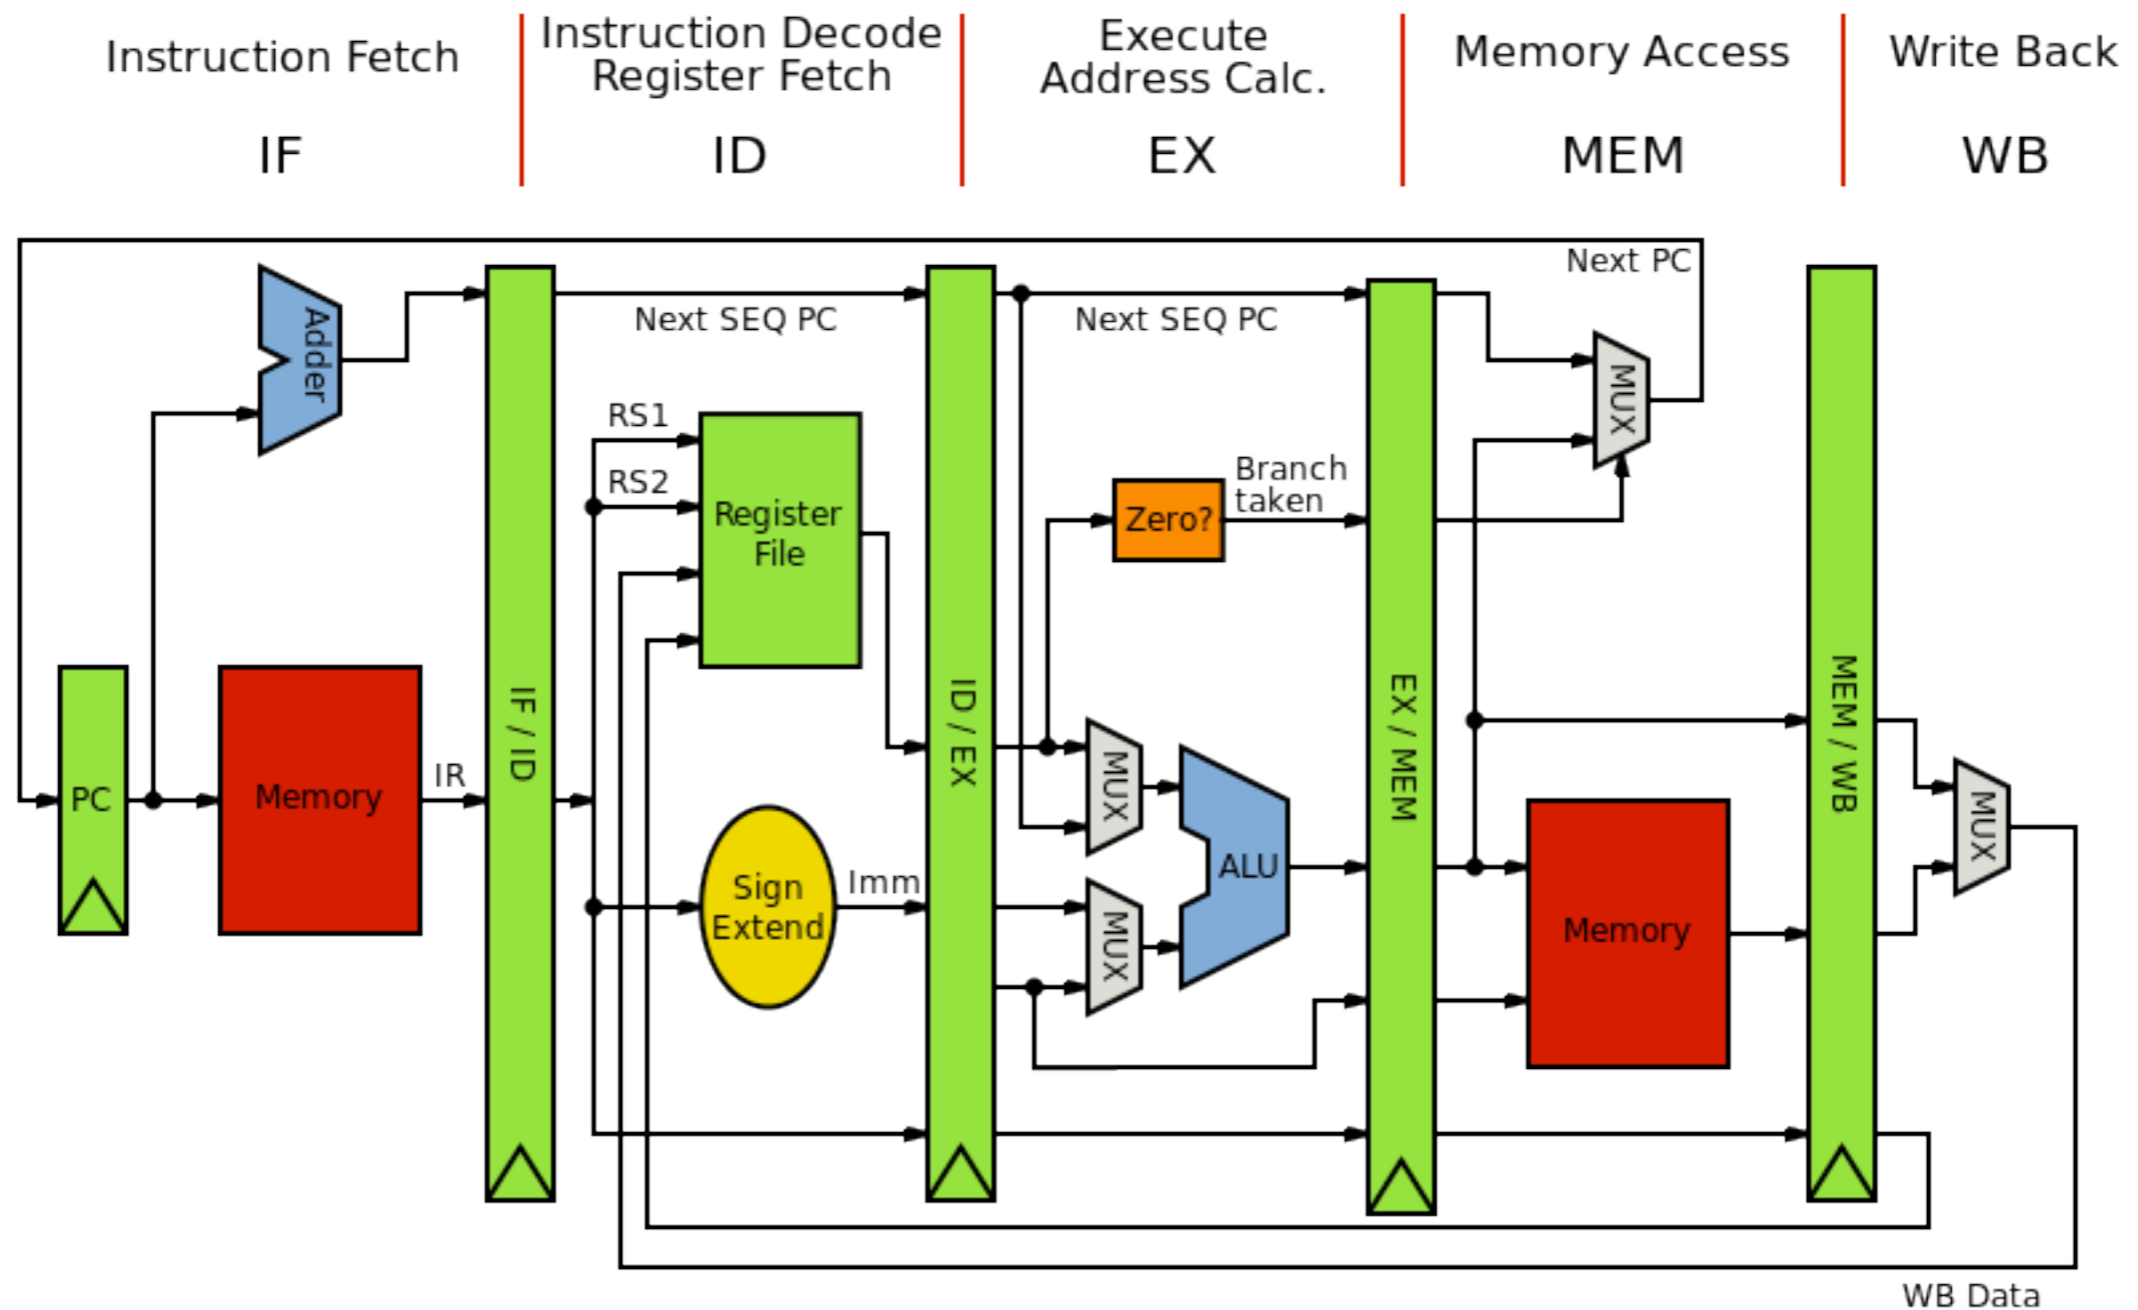 Instruction Fetch
IF
Instruction Decode
Register Fetch
ID
Execute
Address Calc.
EX
Memory Access
MEM
Write Back
WB
Next PC
Adder
Next SEQ PC
Next SEQ PC
MUX
RS1
RS2
Register
File
Branch
taken
Zero?
PC
Memory
IR
IF / ID
ID / EX
EX / MEM
MEM / WB
MUX
MUX
ALU
Sign
Extend
Imm
MUX
Memory
MUX
WB Data